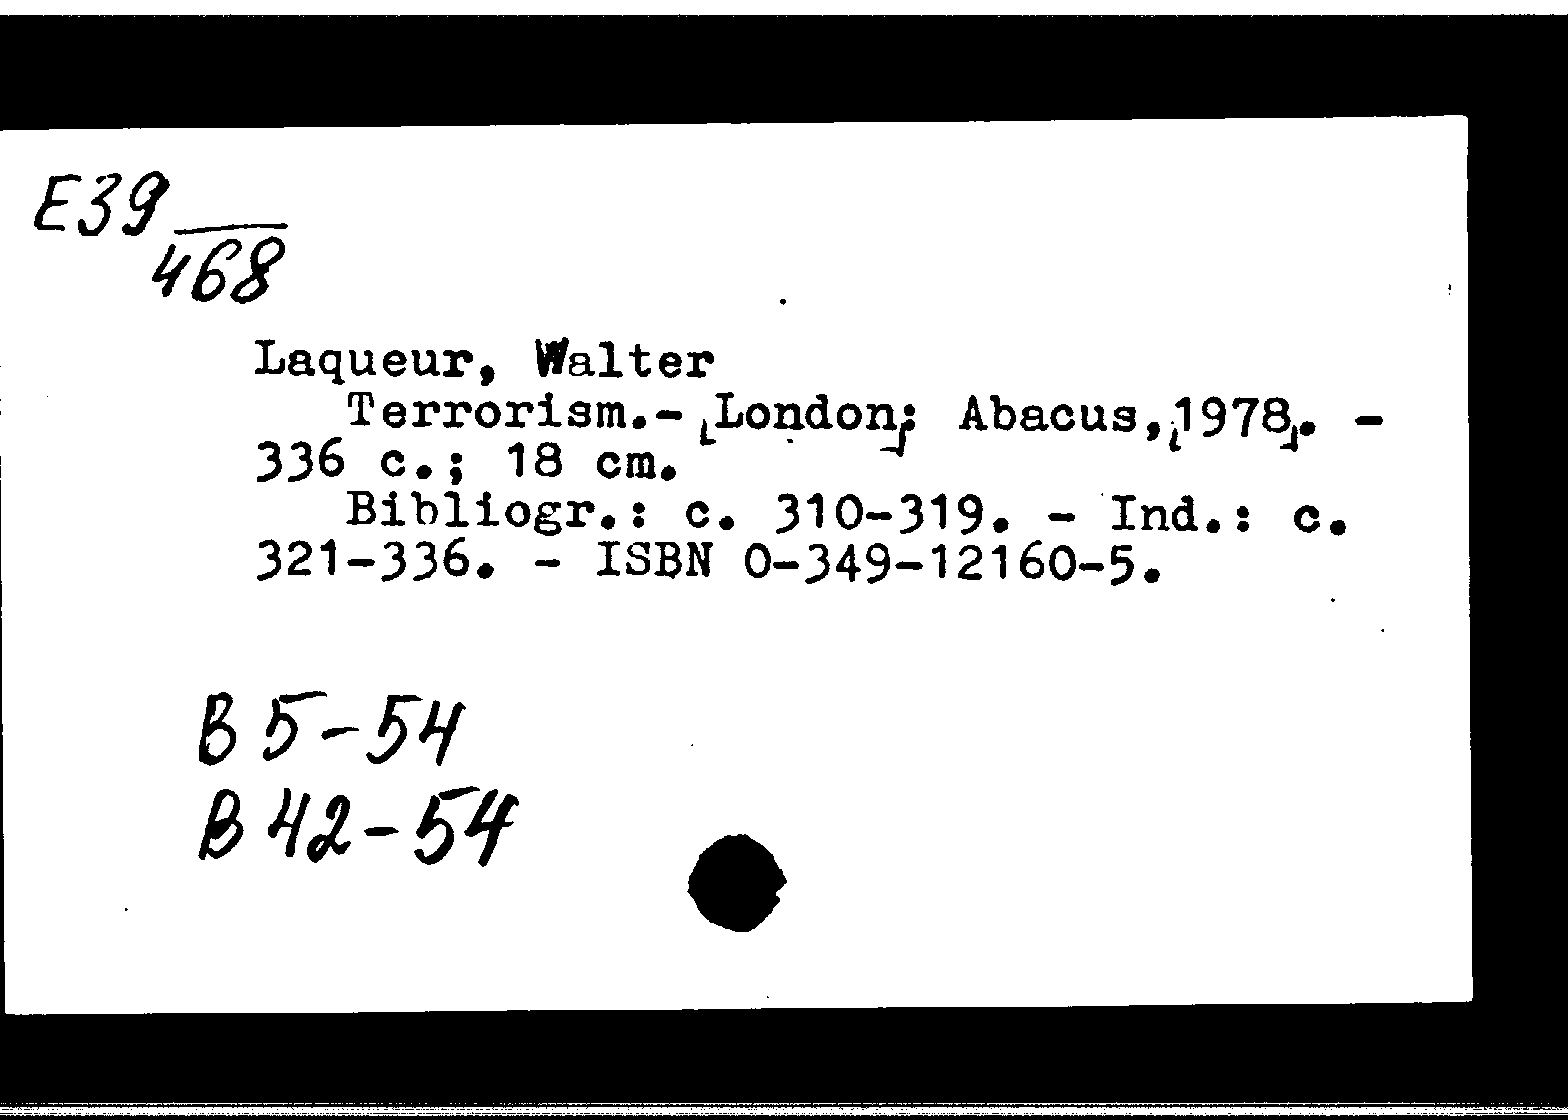 E39
468
Laqueur, Walter
Terrorism.- [London]: Abacus,[1978]. -
336 c.; 18 cm.
Bibliogr.: c. 310-319. - Ind.: c.
321-336. - ISBN 0-349-12160-5.
B 5-54
B 42-54